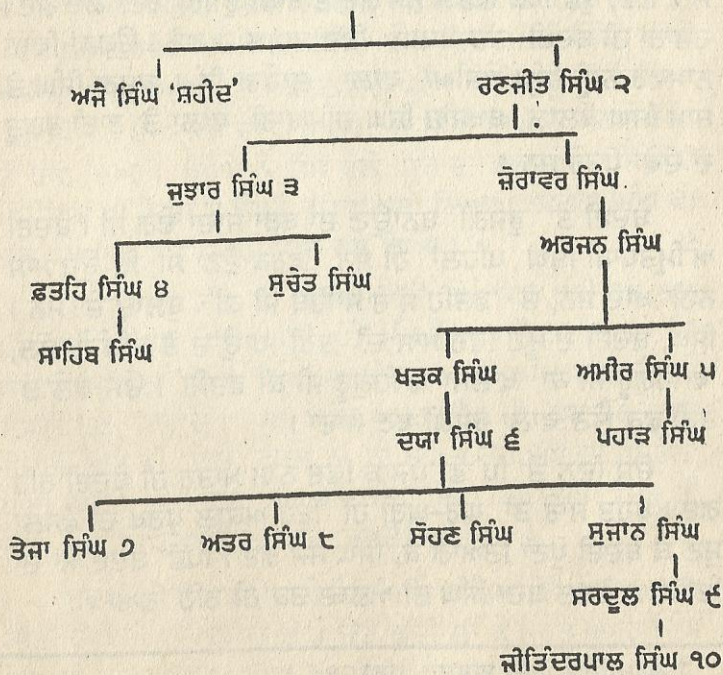 ਅਜੈ ਸਿੰਘ ‘ਸ਼ਹੀਦ’ ਰਣਜੀਤ ਸਿੰਘ ੨
ਜੁਝਾਰ ਸਿੰਘ ੩ ਜ਼ੋਰਾਵਰ ਸਿੰਘ
ਅਰਜਨ ਸਿੰਘ
ਫ਼ਤਹਿ ਸਿੰਘ ੪ ਸੁਚੇਤ ਸਿੰਘ
ਸਾਹਿਬ ਸਿੰਘ
ਖੜਕ ਸਿੰਘ ਅਮੀਰ ਸਿੰਘ ੫
ਦਯਾ ਸਿੰਘ ੬ ਪਹਾੜ ਸਿੰਘ
ਤੇਜਾ ਸਿੰਘ ੭ ਅਤਰ ਸਿੰਘ ੮ ਸੋਹਣ ਸਿੰਘ ਸੁਜਾਨ ਸਿੰਘ
ਸਰਦੂਲ ਸਿੰਘ ੯
ਜੀਤਿੰਦਰਪਾਲ ਸਿੰਘ ੧੦